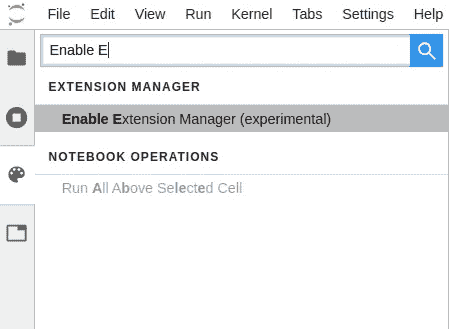 File Edit View Run Kernel Tabs Settings Help
Enable E
EXTENSION MANAGER
Enable Extension Manager (experimental)
NOTEBOOK OPERATIONS
Run All Above Selected Cell